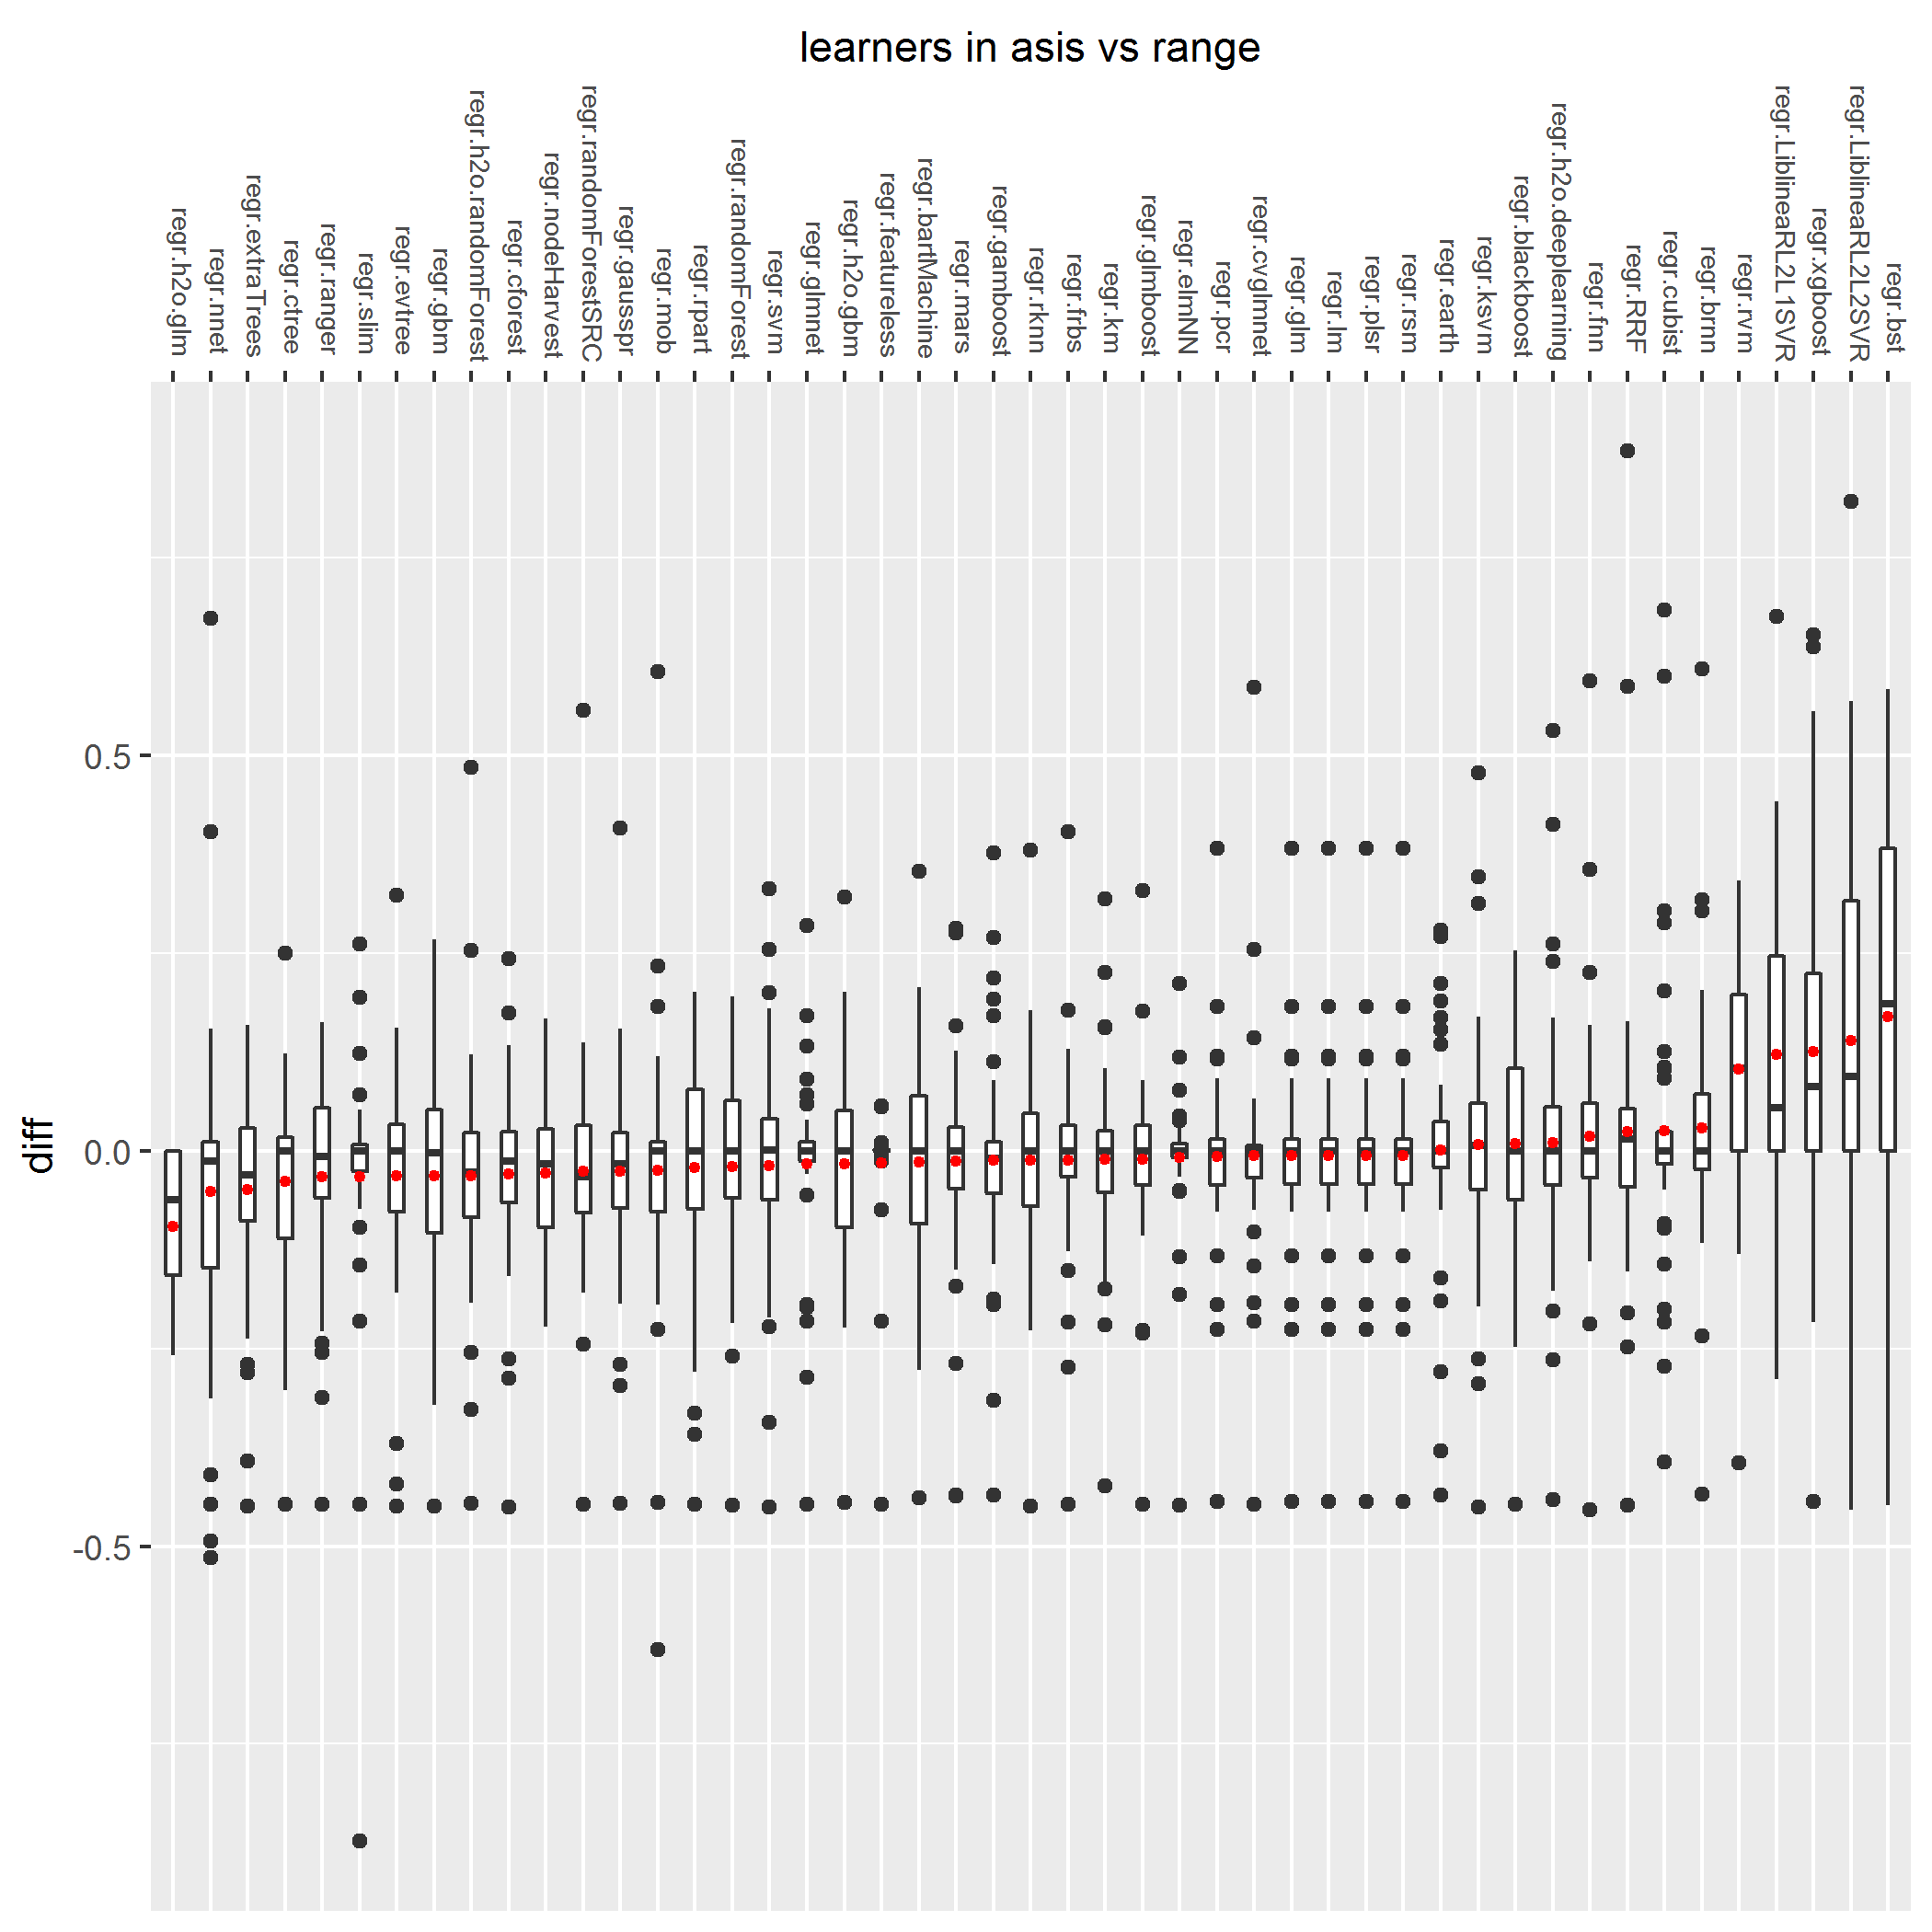 learners in asis vs range
regr.h2o.glm
regr.nnet
regr.extraTrees
regr.ctree
regr.ranger
regr.slim
regr.evtree
regr.gbm
regr.h2o.randomForest
regr.cforest
regr.nodeHarvest
regr.randomForestSRC
regr.gausspr
regr.mob
regr.rpart
regr.randomForest
regr.svm
regr.glmnet
regr.h2o.gbm
regr.featureless
regr.bartMachine
regr.mars
regr.gamboost
regr.rknn
regr.frbs
regr.km
regr.glmboost
regr.elmNN
regr.pcr
regr.cvglmnet
regr.glm
regr.lm
regr.plsr
regr.rsm
regr.earth
regr.ksvm
regr.blackboost
regr.h2o.deeplearning
regr.fnn
regr.RRF
regr.cubist
regr.brnn
regr.rvm
regr.LiblineaRL2L1SVR
regr.xgboost
regr.LiblineaRL2L2SVR
regr.bst
0.5
0.0
-0.5
diff